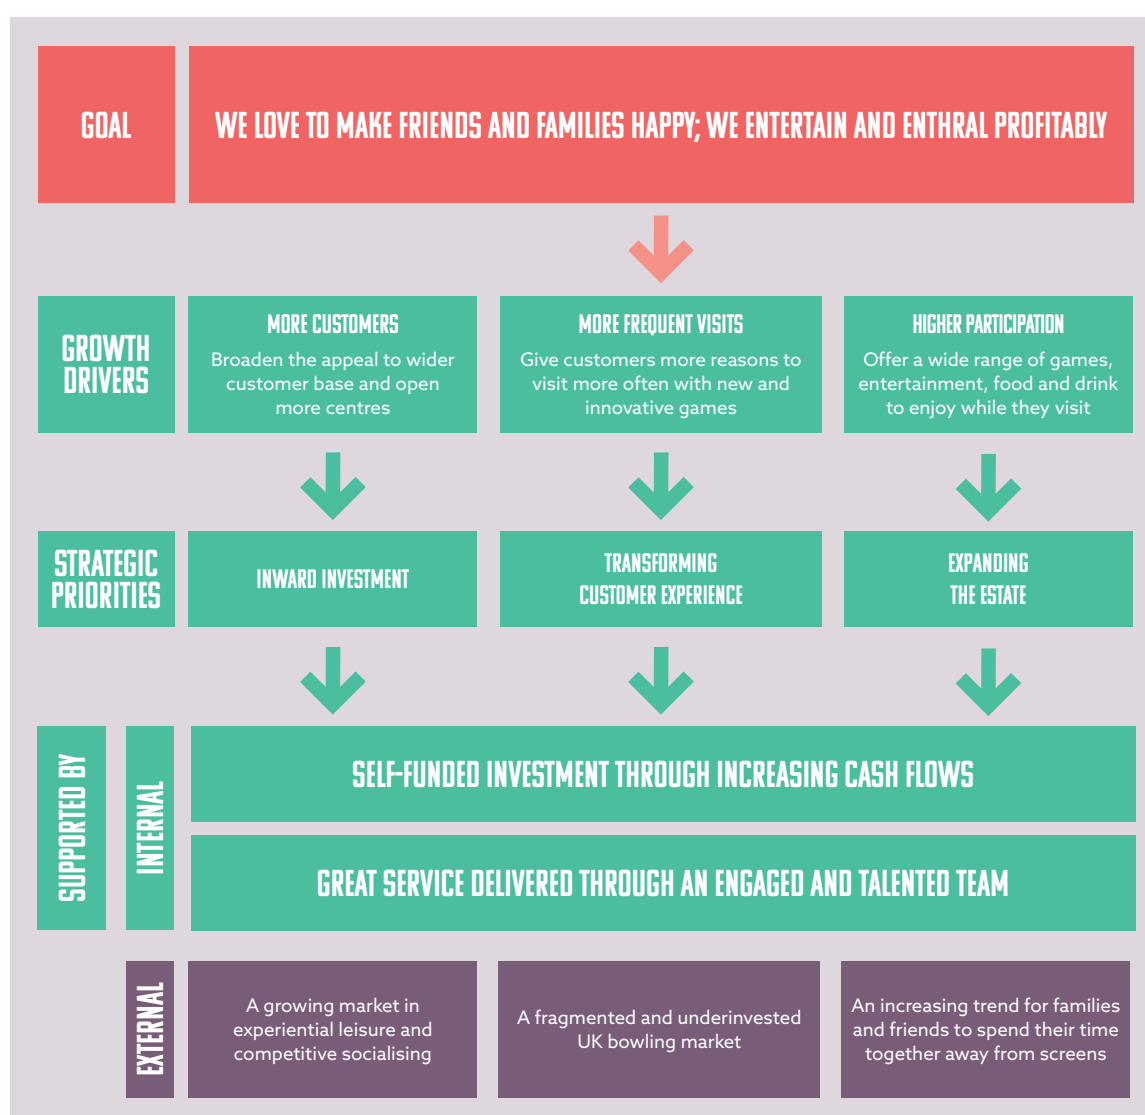 GOAL
WE LOVE TO MAKE FRIENDS AND FAMILIES HAPPY; WE ENTERTAIN AND ENTHRAL PROFITABLY
GROWTH
DRIVERS
MORE CUSTOMERS
Broaden the appeal to wider
customer base and open
more centres
MORE FREQUENT VISITS
Give customers more reasons to
visit more often with new and
innovative games
HIGHER PARTICIPATION
Offer a wide range of games,
entertainment, food and drink
to enjoy while they visit
STRATEGIC
PRIORITIES
INWARD INVESTMENT
TRANSFORMING
CUSTOMER EXPERIENCE
EXPANDING
THE ESTATE
SUPPORTED BY
INTERNAL
SELF-FUNDED INVESTMENT THROUGH INCREASING CASH FLOWS
GREAT SERVICE DELIVERED THROUGH AN ENGAGED AND TALENTED TEAM
EXTERNAL
A growing market in
experiential leisure and
competitive socialising
A fragmented and underinvested
UK bowling market
An increasing trend for families
and friends to spend their time
together away from screens